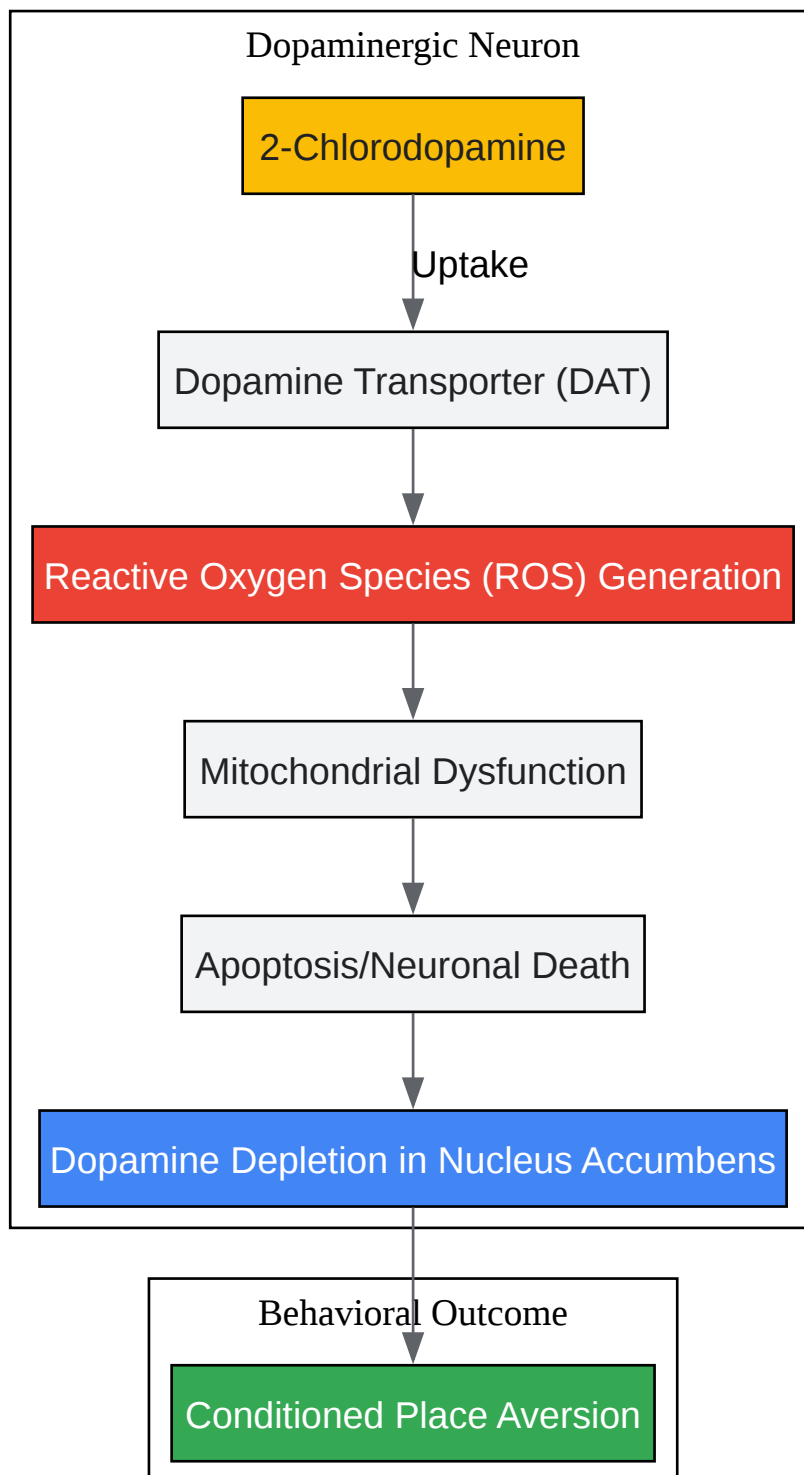 Dopaminergic Neuron
2-Chlorodopamine
Uptake
Dopamine Transporter (DAT)
Reactive Oxygen Species (ROS) Generation
Mitochondrial Dysfunction
Apoptosis/Neuronal Death
Dopamine Depletion in Nucleus Accumbens
Behavioral Outcome
Conditioned Place Aversion